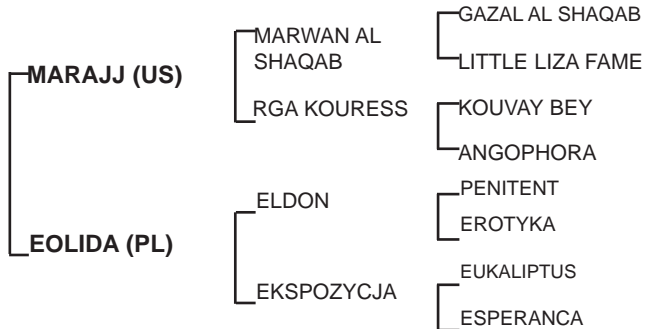 GAZAL AL SHAQAB
MARWAN AL
SHAQAB
LITTLE LIZA FAME
MARAJJ (US)
RGA KOURESS
KOUVAY BEY
ANGOPHORA
PENITENT
ELDON
EROTYKA
EOLIDA (PL)
EUKALIPTUS
EKSPOZYCJA
ESPERANCA